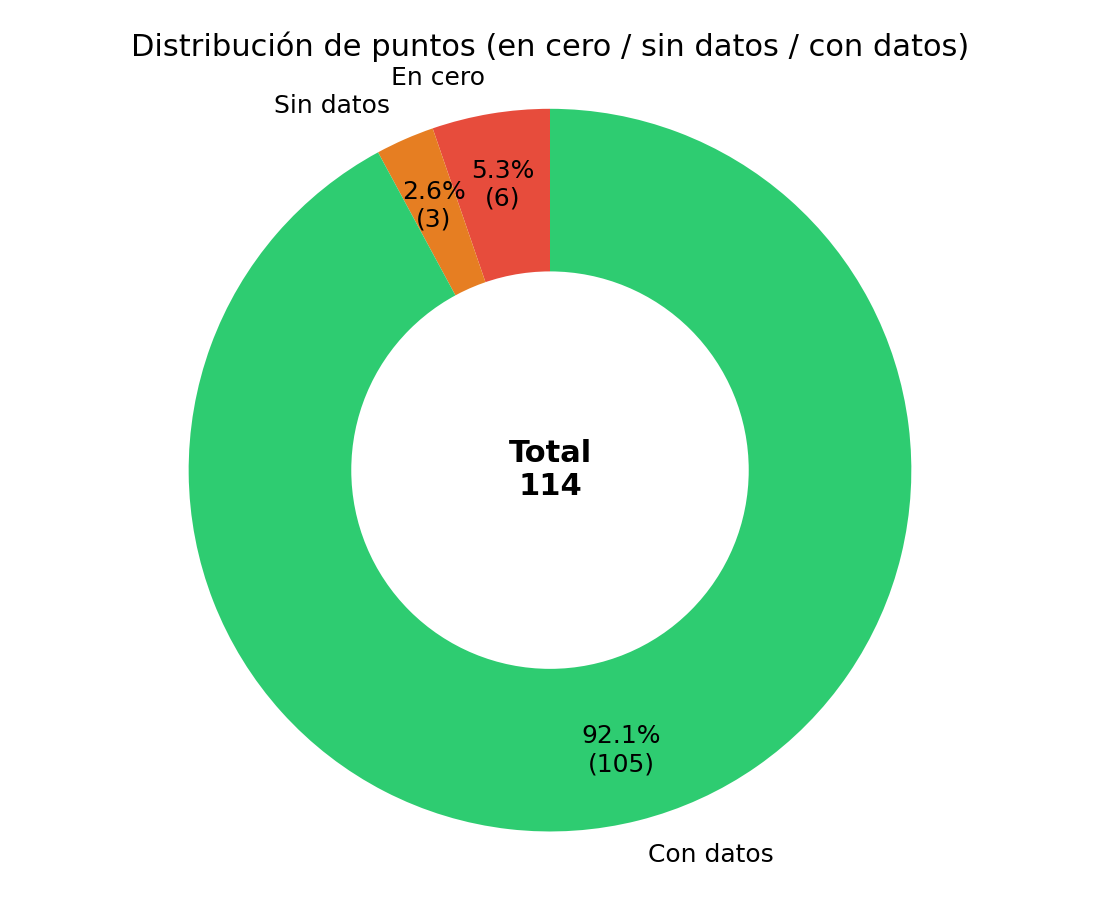 Distribución de puntos (en cero / sin datos / con datos)
En cero
Sin datos
5.3%
(6)
2.6%
(3)
Total
114
92.1%
(105)
Con datos